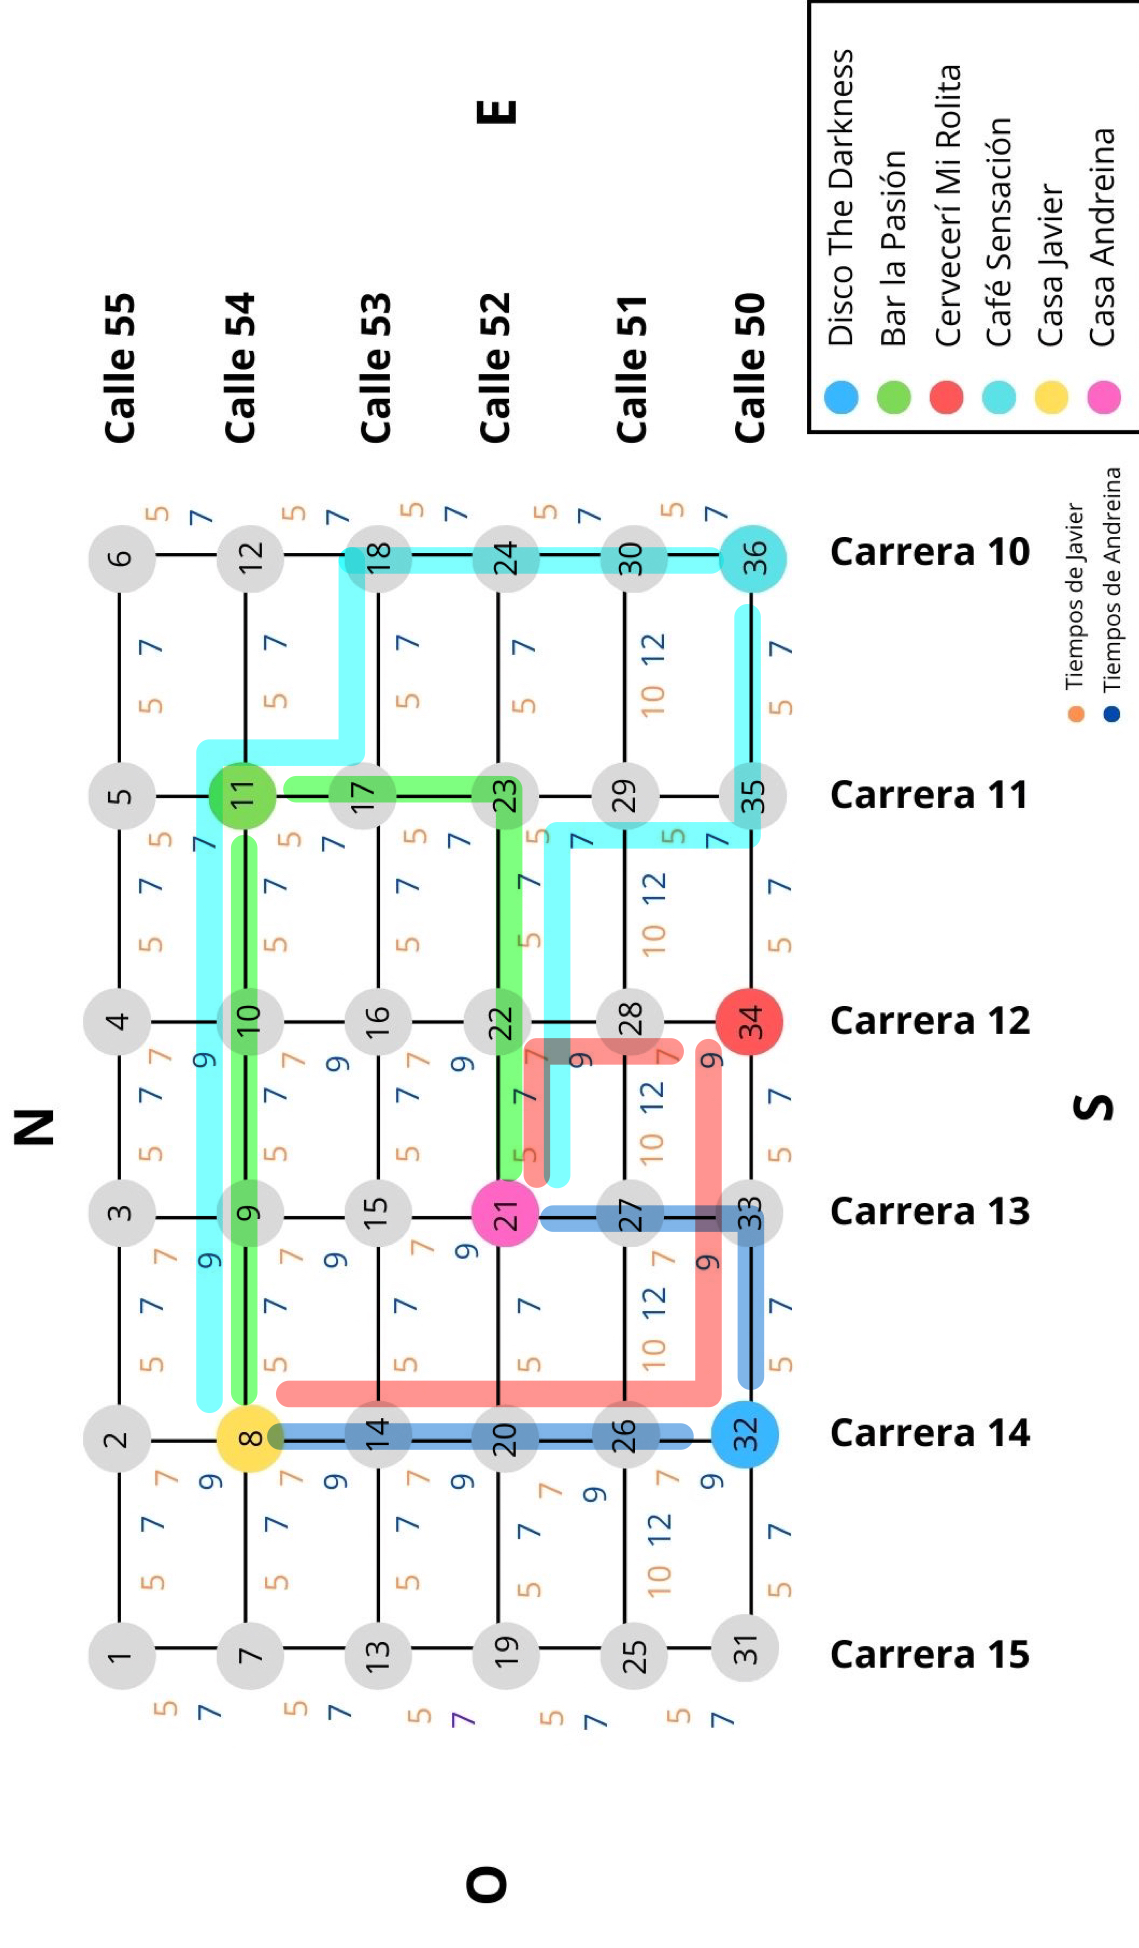 N
1 2 3 4 5 6 Calle 55
5 5 7 7 5 7 7 5 7 7 5 7 5 5 7 5
7 9 9 9 7 7
7 8 9 10 11 12 Calle 54
5 5 7 7 5 7 7 5 7 7 5 7 5 5 7 5
7 9 9 9 7 7
13 14 15 16 17 18 Calle 53
5 5 7 7 5 7 7 5 7 7 5 7 5 5 7 5
7 9 9 9 7 7
O 19 20 21 22 23 24 Calle 52 E
5 5 7 7 5 7 5 7 7 5 7 5 5 7 5
7 9 9 7 7
25 26 27 28 29 30 Calle 51
5 10 12 7 10 12 7 10 12 7 10 12 5 10 12 5
7 9 9 9 7 7
31 32 33 34 35 36 Calle 50
5 7 5 7 5 7 5 7 5 7
Carrera 15
Carrera 14
Carrera 13
Carrera 12
Carrera 11
Carrera 10
S
Tiempos de Javier
Tiempos de Andreina
Disco The Darkness
Bar la Pasión
Cervecerí Mi Rolita
Café Sensación
Casa Javier
Casa Andreina